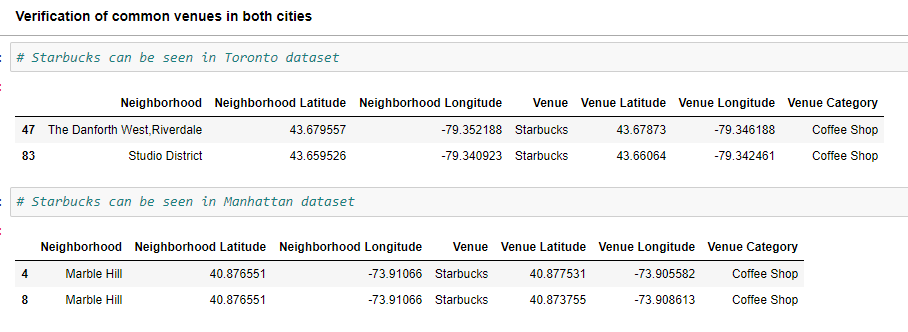 Verification of common venues in both cities
# Starbucks can be seen in Toronto dataset
Neighborhood Neighborhood Latitude Neighborhood Longitude Venue Venue Latitude Venue Longitude Venue Category
47 The Danforth West,Riverdale 43.679557 -79.352188 Starbucks 43.67873 -79.346188 Coffee Shop
83 Studio District 43.659526 -79.340923 Starbucks 43.66064 -79.342461 Coffee Shop
# Starbucks can be seen in Manhattan dataset
Neighborhood Neighborhood Latitude Neighborhood Longitude Venue Venue Latitude Venue Longitude Venue Category
4 Marble Hill 40.876551 -73.91066 Starbucks 40.877531 -73.905582 Coffee Shop
8 Marble Hill 40.876551 -73.91066 Starbucks 40.873755 -73.908613 Coffee Shop